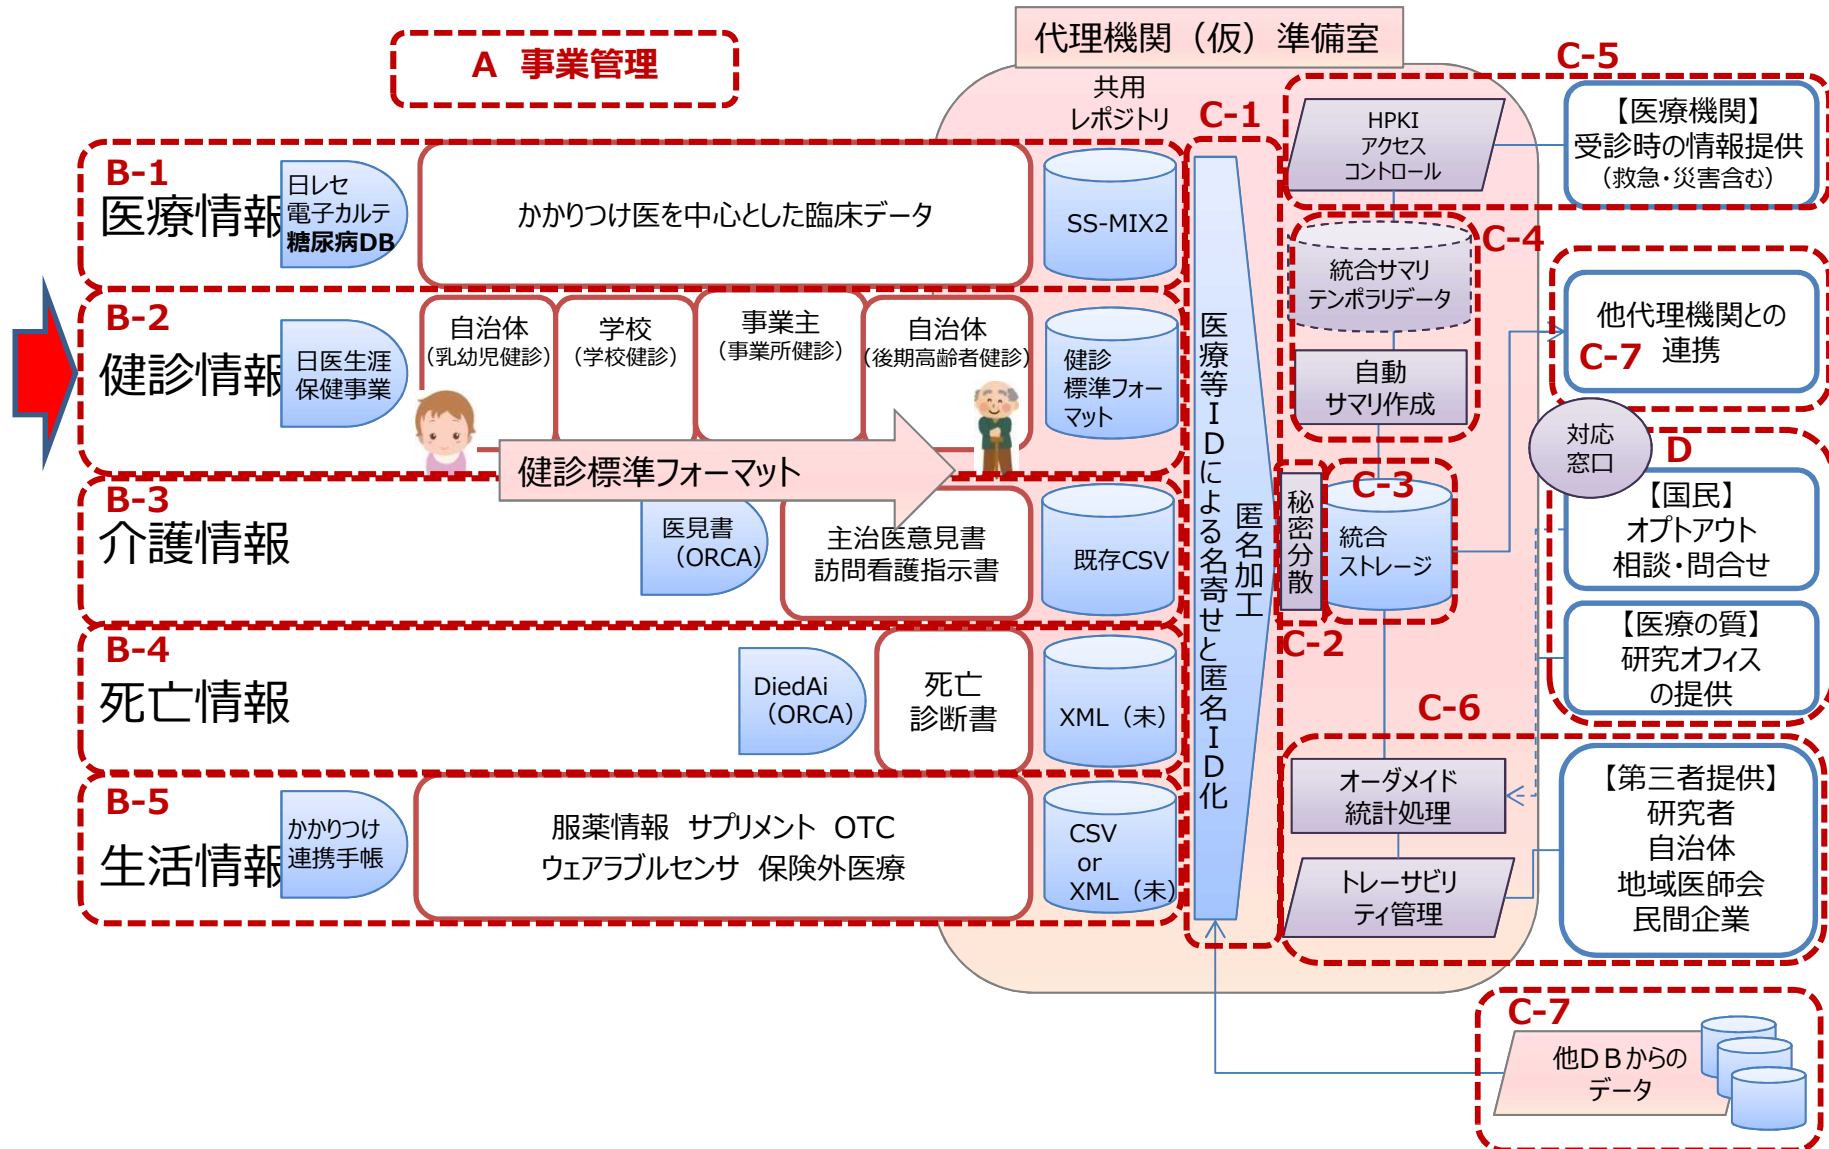 代理機関（仮）準備室
A 事業管理
共用
レポジトリ
B-1
医療情報
日レセ
電子カルテ
糖尿病DB
かかりつけ医を中心とした臨床データ
SS-MIX2
B-2
健診情報
日医生涯
保健事業
自治体
（乳幼児健診）
学校
（学校健診）
事業主
（事業所健診）
自治体
（後期高齢者健診）
健診標準フォーマット
健診
標準フォー
マット
B-3
介護情報
医見書
（ORCA）
主治医意見書
訪問看護指示書
既存CSV
B-4
死亡情報
DiedAi
（ORCA）
死亡
診断書
XML（未）
B-5
生活情報
かかりつけ
連携手帳
服薬情報 サプリメント OTC
ウェアラブルセンサ 保険外医療
CSV
or
XML（未）
C-1
医療等ＩＤによる名寄せと匿名ＩＤ化
匿名加工
C-2
秘密分散
C-3
統合
ストレージ
C-4
統合サマリ
テンポラリデータ
自動
サマリ作成
C-5
HPKI
アクセス
コントロール
【医療機関】
受診時の情報提供
（救急・災害含む）
他代理機関との
連携
C-7
対応
窓口
D
【国民】
オプトアウト
相談・問合せ
【医療の質】
研究オフィス
の提供
C-6
オーダメイド
統計処理
トレーサビリ
ティ管理
【第三者提供】
研究者
自治体
地域医師会
民間企業
C-7
他ＤＢからの
データ